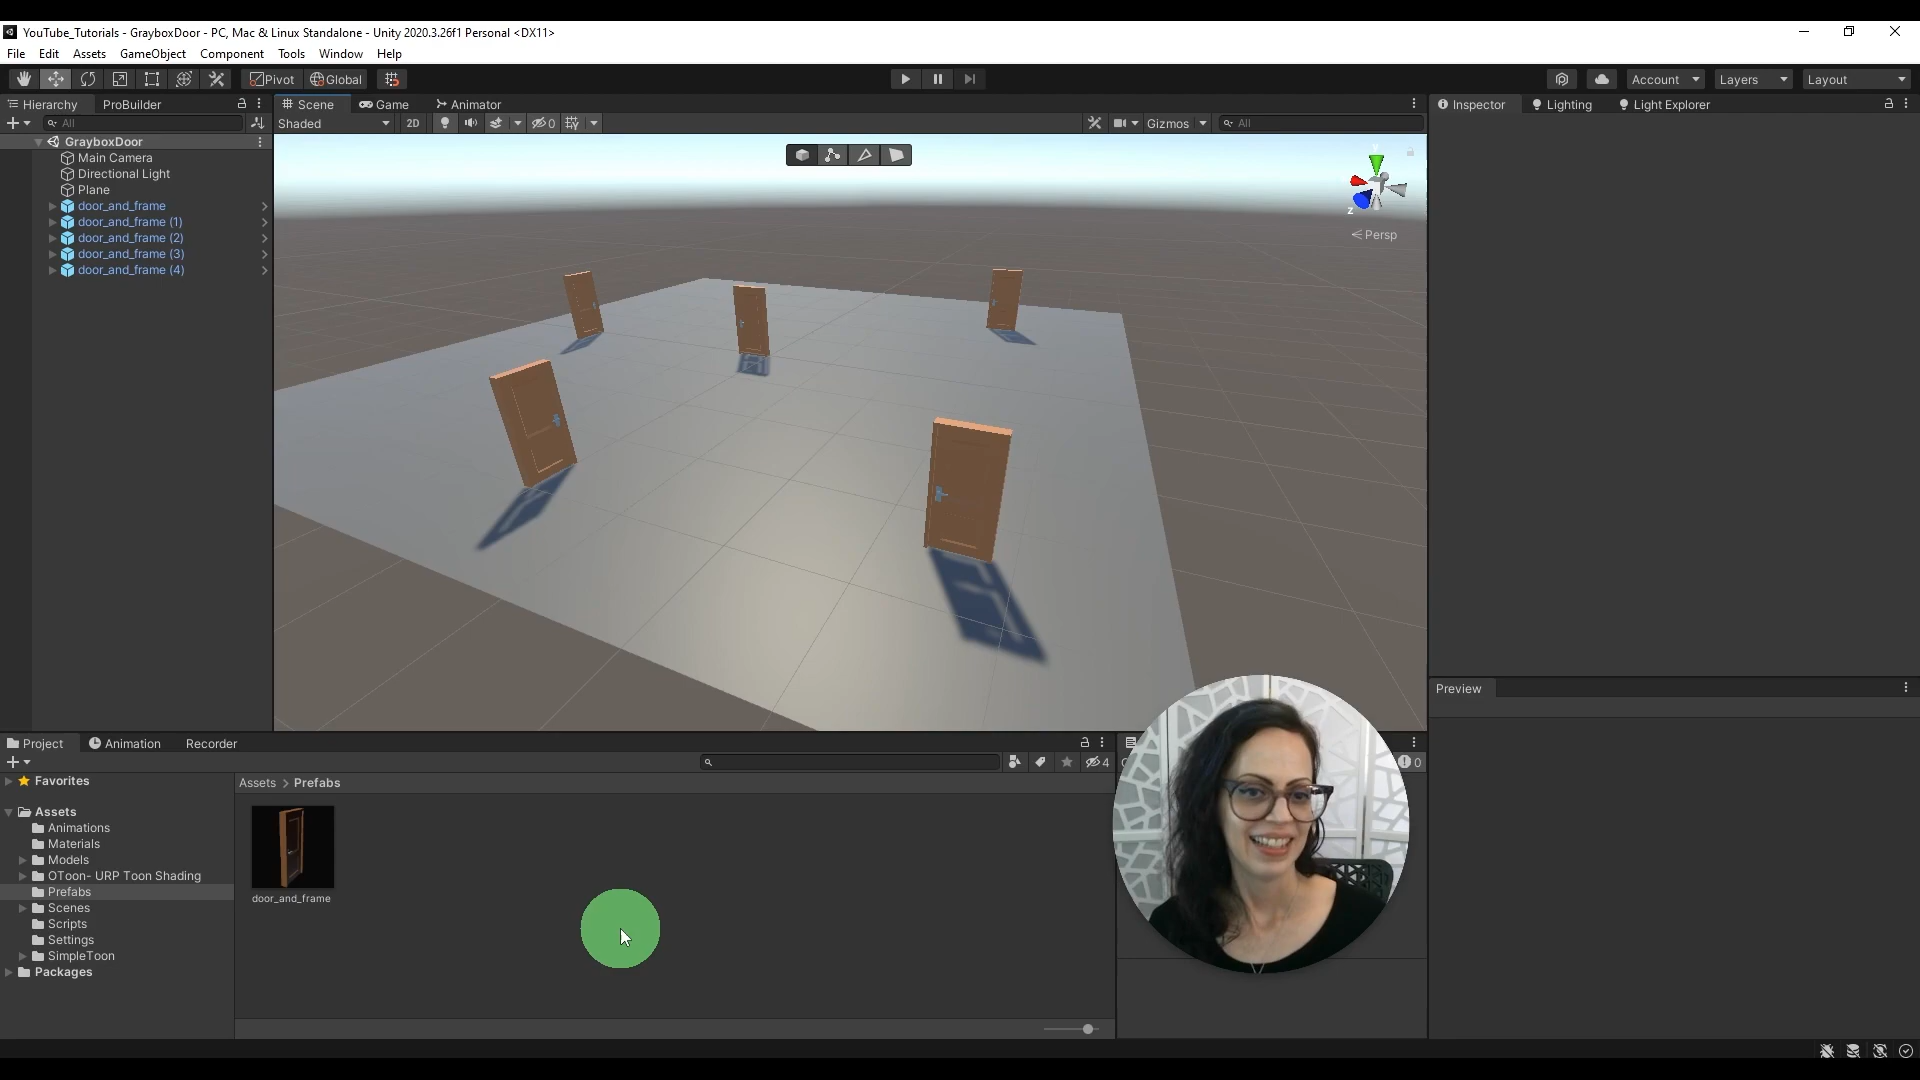 YouTube_Tutorials - GrayboxDoor - PC, Mac & Linux Standalone - Unity 2020.3.26f1 Personal <DX11>
File Edit Assets GameObject Component Tools Window Help
Pivot Global Account Layers Layout
Hierarchy ProBuilder Scene Game Animator Inspector Lighting Light Explorer
All Shaded 2D 0 Gizmos All
GrayboxDoor
Main Camera
Directional Light
Plane
door_and_frame
door_and_frame (1)
door_and_frame (2)
door_and_frame (3)
door_and_frame (4)
y
z
Persp
Preview
Project Animation Recorder
4 0
Favorites
Assets > Prefabs
Assets
Animations
Materials
Models
OToon- URP Toon Shading
Prefabs
Scenes
Scripts
Settings
SimpleToon
Packages
door_and_frame